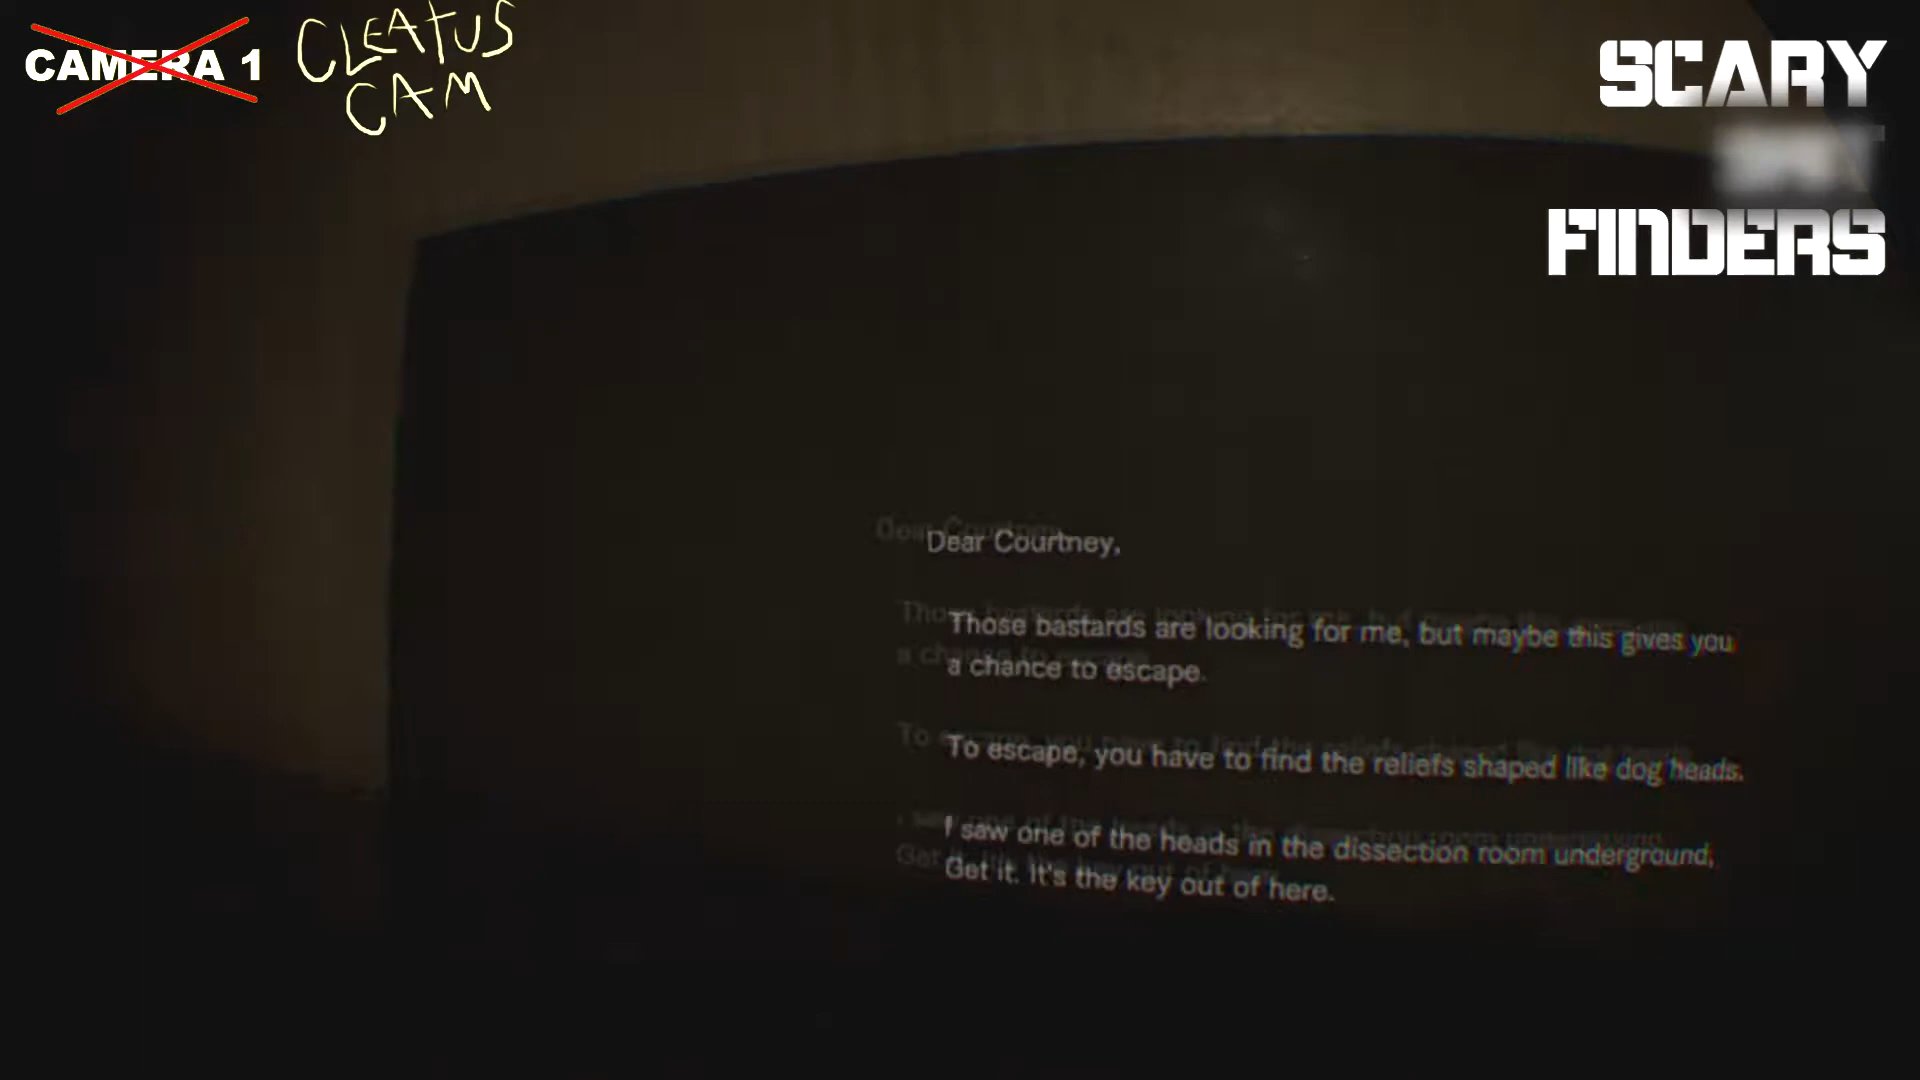 CAMERA 1
CLEATUS
CAM
SCARY
FINDERS
Dear Courtney,
Those bastards are looking for me, but maybe this gives you
a chance to escape.
To escape, you have to find the reliefs shaped like dog heads.
I saw one of the heads in the dissection room underground,
Get it. It's the key out of here.